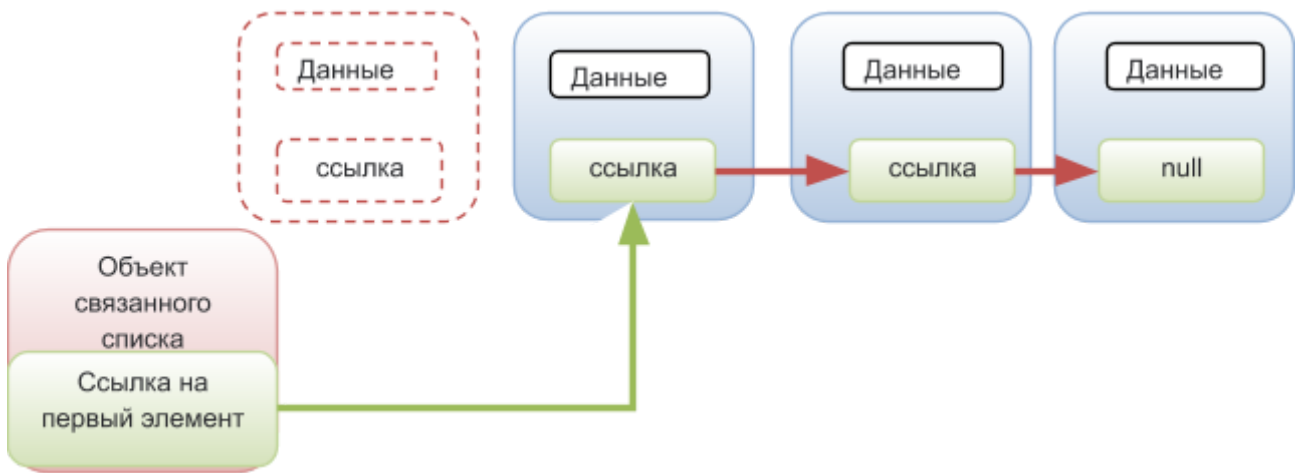 Данные
Данные
Данные
Данные
ссылка
ссылка
ссылка
null
Объект
связанного
списка
Ссылка на
первый элемент